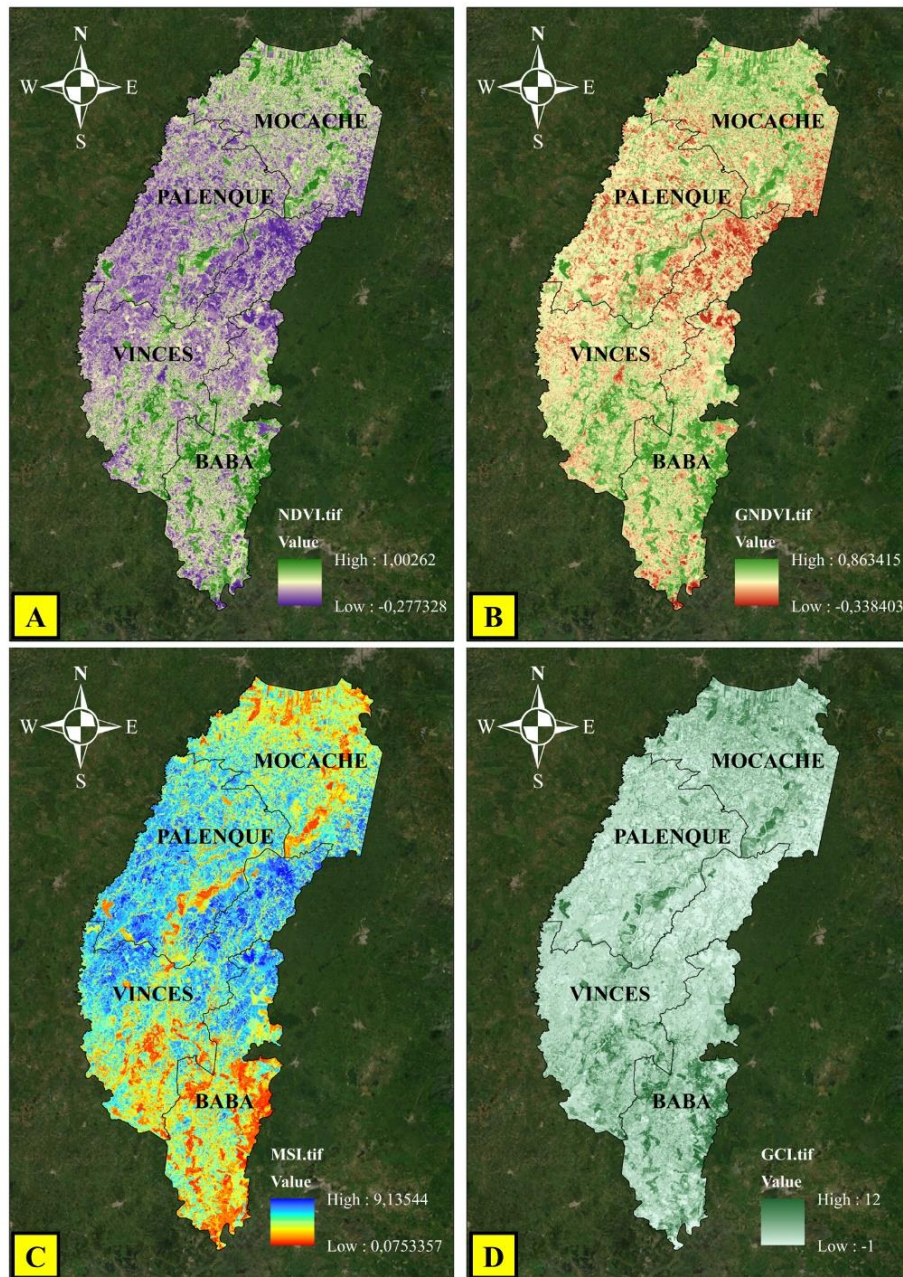 N
W E
S
MOCACHE
PALENQUE
VINCES
BABA
NDVI.tif
Value
High : 1,00262
Low : -0,277328
A
N
W E
S
MOCACHE
PALENQUE
VINCES
BABA
GNDVI.tif
Value
High : 0,863415
Low : -0,338403
B
N
W E
S
MOCACHE
PALENQUE
VINCES
BABA
MSI.tif
Value
High : 9,13544
Low : 0,0753357
C
N
W E
S
MOCACHE
PALENQUE
VINCES
BABA
GCI.tif
Value
High : 12
Low : -1
D